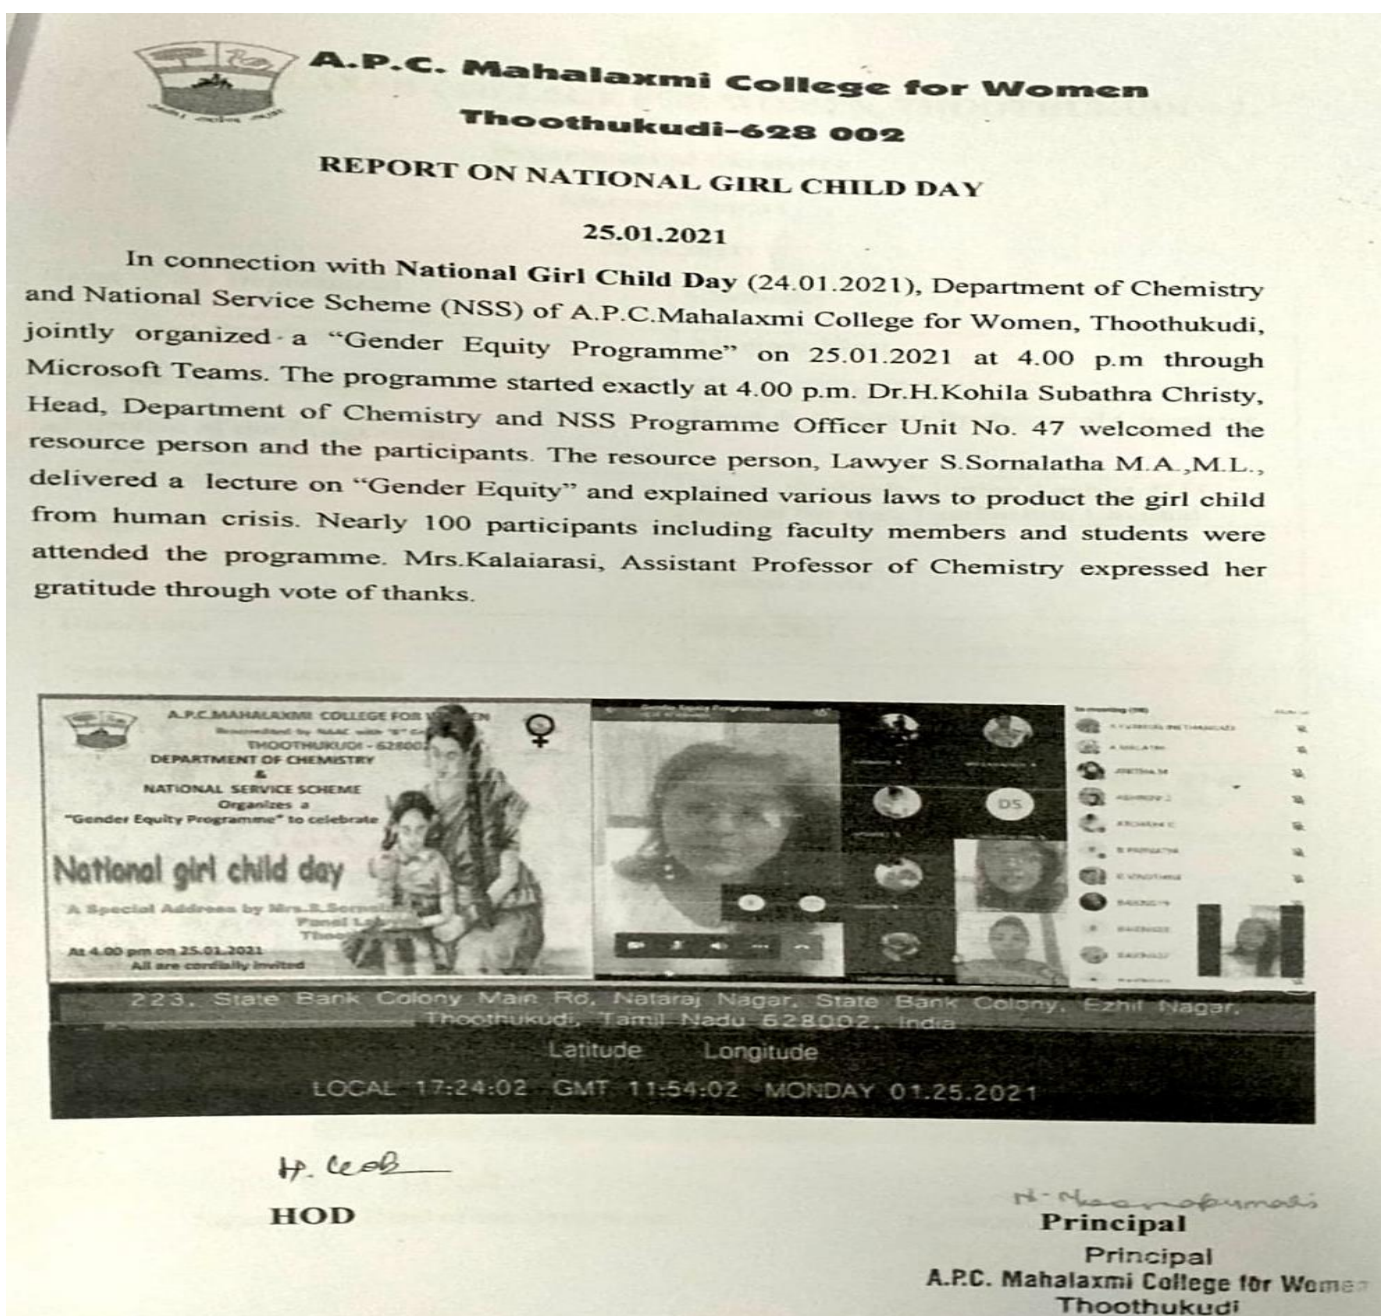 A.P.C. Mahalaxmi College for Women
Thoothukudi-628 002
REPORT ON NATIONAL GIRL CHILD DAY
25.01.2021
In connection with National Girl Child Day (24.01.2021), Department of Chemistry
and National Service Scheme (NSS) of A.P.C.Mahalaxmi College for Women, Thoothukudi,
jointly organized a “Gender Equity Programme” on 25.01.2021 at 4.00 p.m through
Microsoft Teams. The programme started exactly at 4.00 p.m. Dr.H.Kohila Subathra Christy,
Head, Department of Chemistry and NSS Programme Officer Unit No. 47 welcomed the
resource person and the participants. The resource person, Lawyer S.Sornalatha M.A.,M.L.,
delivered a lecture on “Gender Equity” and explained various laws to product the girl child
from human crisis. Nearly 100 participants including faculty members and students were
attended the programme. Mrs.Kalaiarasi, Assistant Professor of Chemistry expressed her
gratitude through vote of thanks.
A.P.C.MAHALAXMI COLLEGE FOR
THOOTHUKUDI - 628002
DEPARTMENT OF CHEMISTRY
&
NATIONAL SERVICE SCHEME
Organizes a
"Gender Equity Programme" to celebrate
National girl child day
A Special Address by
At 4.00 pm on 25.01.2021
All are cordially invited
Gender Equity Programme
DS
In meeting
223, State Bank Colony Main Rd, Nataraj Nagar, State Bank Colony, Ezhil Nagar,
Thoothukudi, Tamil Nadu 628002, India
Latitude Longitude
LOCAL 17:24:02 GMT 11:54:02 MONDAY 01.25.2021
HOD
Principal
Principal
A.P.C. Mahalaxmi College for Women
Thoothukudi